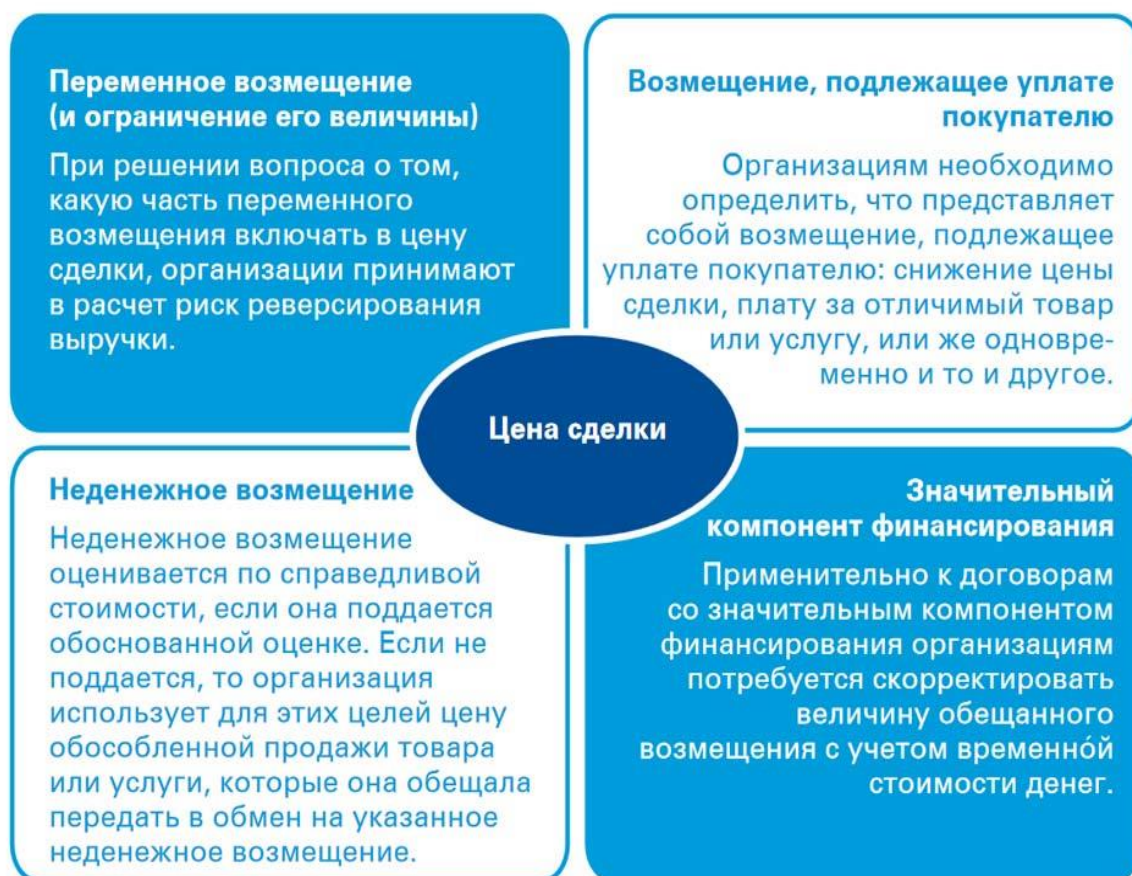 Переменное возмещение
(и ограничение его величины)
При решении вопроса о том,
какую часть переменного
возмещения включать в цену
сделки, организации принимают
в расчет риск реверсирования
выручки.
Возмещение, подлежащее уплате
покупателю
Организациям необходимо
определить, что представляет
собой возмещение, подлежащее
уплате покупателю: снижение цены
сделки, плату за отличимый товар
или услугу, или же одновре-
менно и то и другое.
Цена сделки
Неденежное возмещение
Неденежное возмещение
оценивается по справедливой
стоимости, если она поддается
обоснованной оценке. Если не
поддается, то организация
использует для этих целей цену
обособленной продажи товара
или услуги, которые она обещала
передать в обмен на указанное
неденежное возмещение.
Значительный
компонент финансирования
Применительно к договорам
со значительным компонентом
финансирования организациям
потребуется скорректировать
величину обещанного
возмещения с учетом временно́й
стоимости денег.